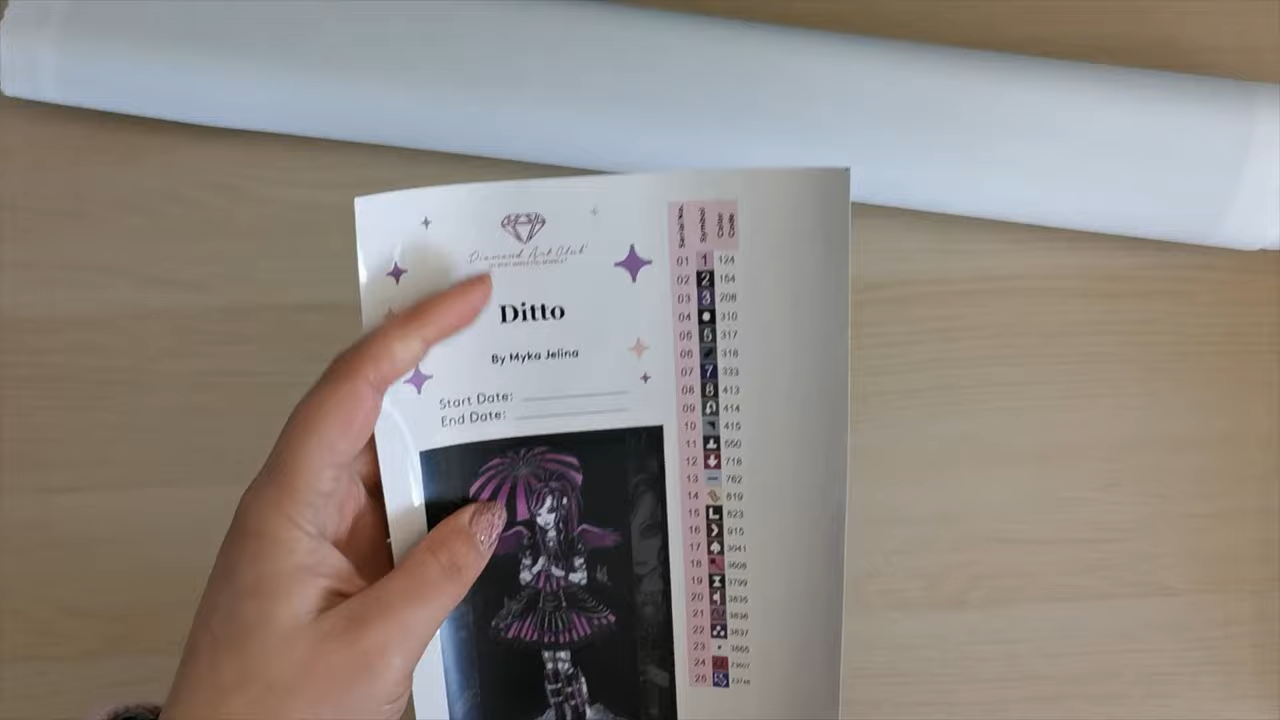 Diamond Art Club
Ditto
By Myka Jelina
Start Date:
End Date:
Serial No. Symbol Color Code
01 1 124
02 2 154
03 3 208
04 310
05 5 317
06 318
07 7 333
08 8 413
09 414
10 415
11 550
12 718
13 762
14 819
15 L 823
16 915
17 3041
18 3608
19 3799
20 3835
21 3836
22 3837
23 3866
24
25